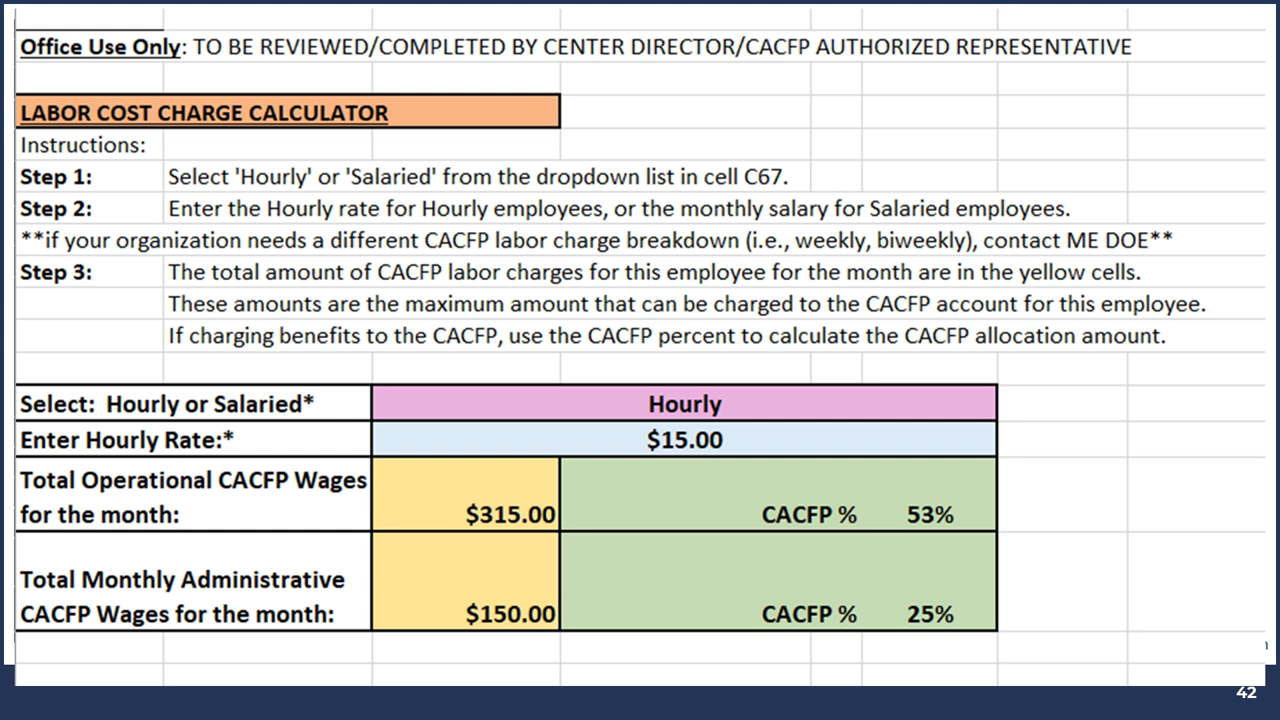 Office Use Only: TO BE REVIEWED/COMPLETED BY CENTER DIRECTOR/CACFP AUTHORIZED REPRESENTATIVE
LABOR COST CHARGE CALCULATOR
Instructions:
Step 1: Select 'Hourly' or 'Salaried' from the dropdown list in cell C67.
Step 2: Enter the Hourly rate for Hourly employees, or the monthly salary for Salaried employees.
**if your organization needs a different CACFP labor charge breakdown (i.e., weekly, biweekly), contact ME DOE**
Step 3: The total amount of CACFP labor charges for this employee for the month are in the yellow cells.
These amounts are the maximum amount that can be charged to the CACFP account for this employee.
If charging benefits to the CACFP, use the CACFP percent to calculate the CACFP allocation amount.
Select: Hourly or Salaried* Hourly
Enter Hourly Rate:* $15.00
Total Operational CACFP Wages
for the month: $315.00 CACFP % 53%
Total Monthly Administrative
CACFP Wages for the month: $150.00 CACFP % 25%
42